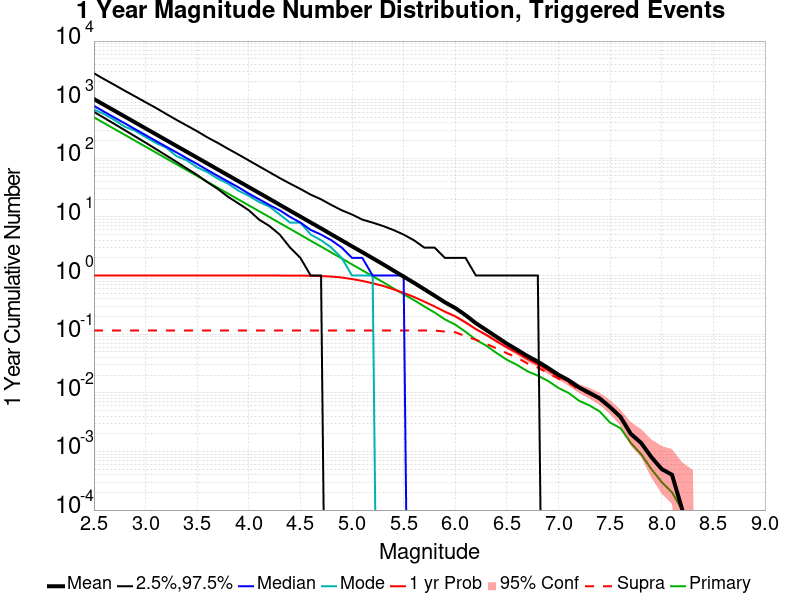 1 Year Magnitude Number Distribution, Triggered Events
10^4
10^3
10^2
10^1
10^0
10^-1
10^-2
10^-3
10^-4
1 Year Cumulative Number
2.5 3.0 3.5 4.0 4.5 5.0 5.5 6.0 6.5 7.0 7.5 8.0 8.5 9.0
Magnitude
Mean 2.5%,97.5% Median Mode 1 yr Prob 95% Conf Supra Primary